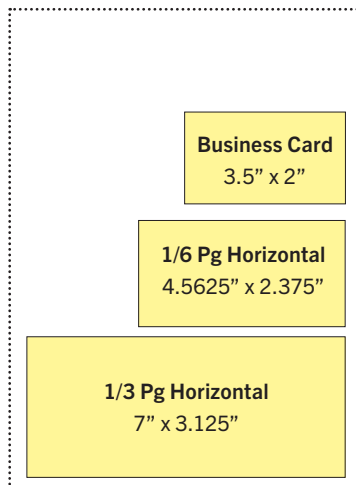 Business Card
3.5” x 2”
1/6 Pg Horizontal
4.5625” x 2.375”
1/3 Pg Horizontal
7” x 3.125”